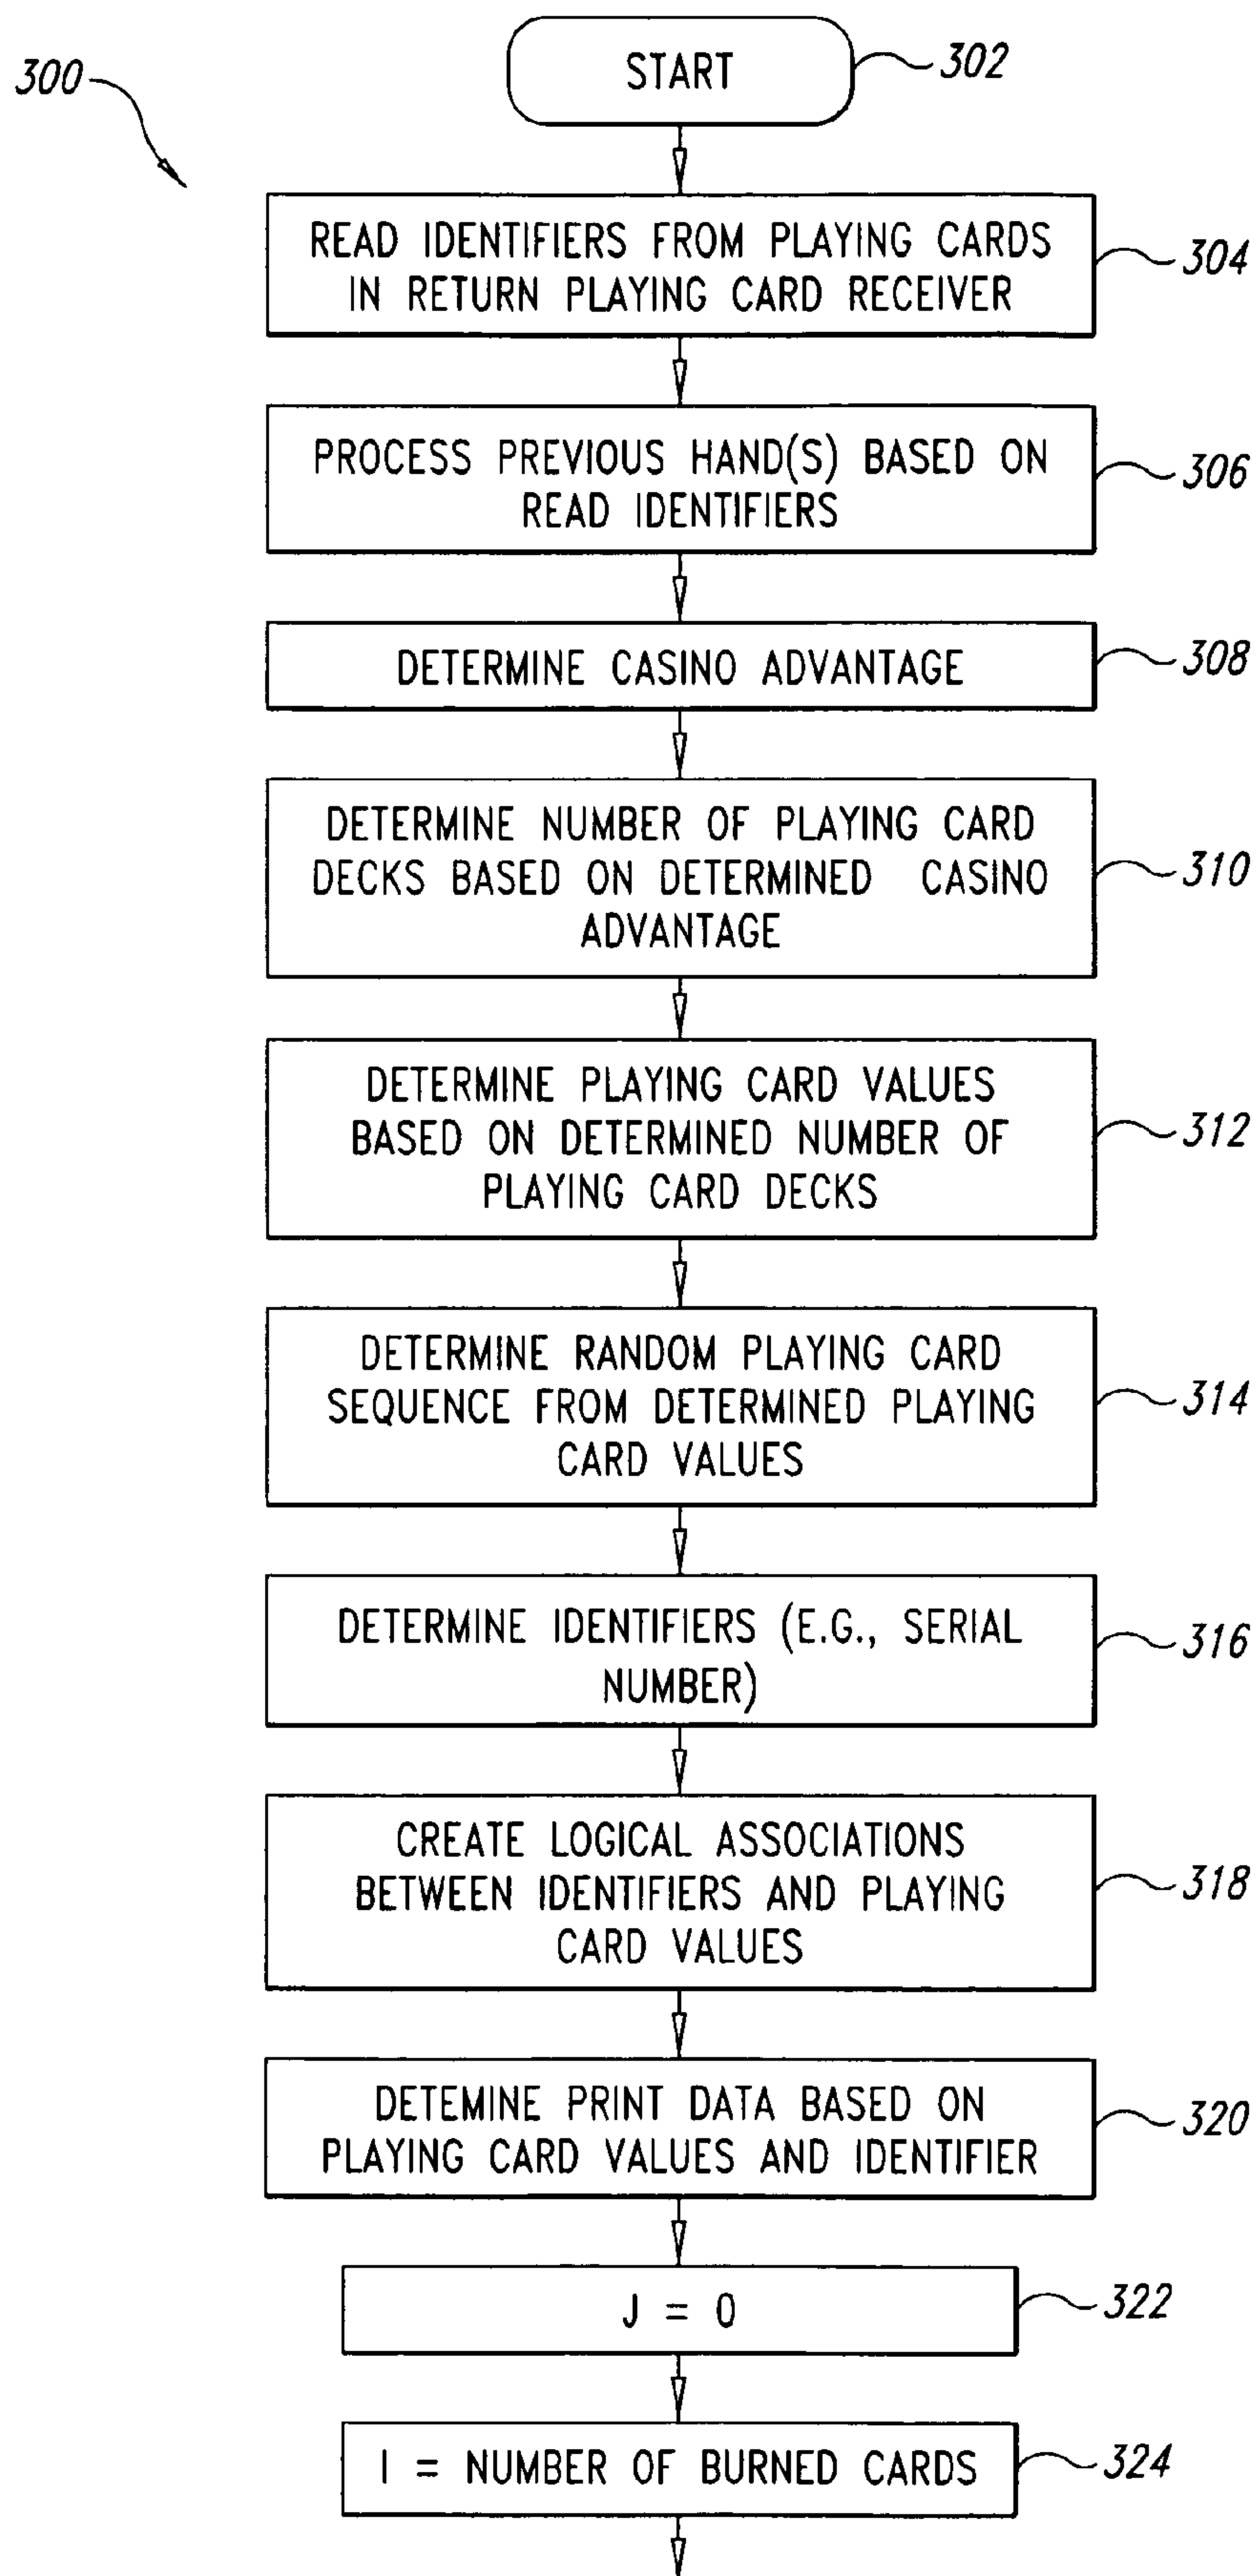 300
START
302
READ IDENTIFIERS FROM PLAYING CARDS
IN RETURN PLAYING CARD RECEIVER
304
PROCESS PREVIOUS HAND(S) BASED ON
READ IDENTIFIERS
306
DETERMINE CASINO ADVANTAGE
308
DETERMINE NUMBER OF PLAYING CARD
DECKS BASED ON DETERMINED CASINO
ADVANTAGE
310
DETERMINE PLAYING CARD VALUES
BASED ON DETERMINED NUMBER OF
PLAYING CARD DECKS
312
DETERMINE RANDOM PLAYING CARD
SEQUENCE FROM DETERMINED PLAYING
CARD VALUES
314
DETERMINE IDENTIFIERS (E.G., SERIAL
NUMBER)
316
CREATE LOGICAL ASSOCIATIONS
BETWEEN IDENTIFIERS AND PLAYING
CARD VALUES
318
DETEMINE PRINT DATA BASED ON
PLAYING CARD VALUES AND IDENTIFIER
320
J = 0
322
I = NUMBER OF BURNED CARDS
324